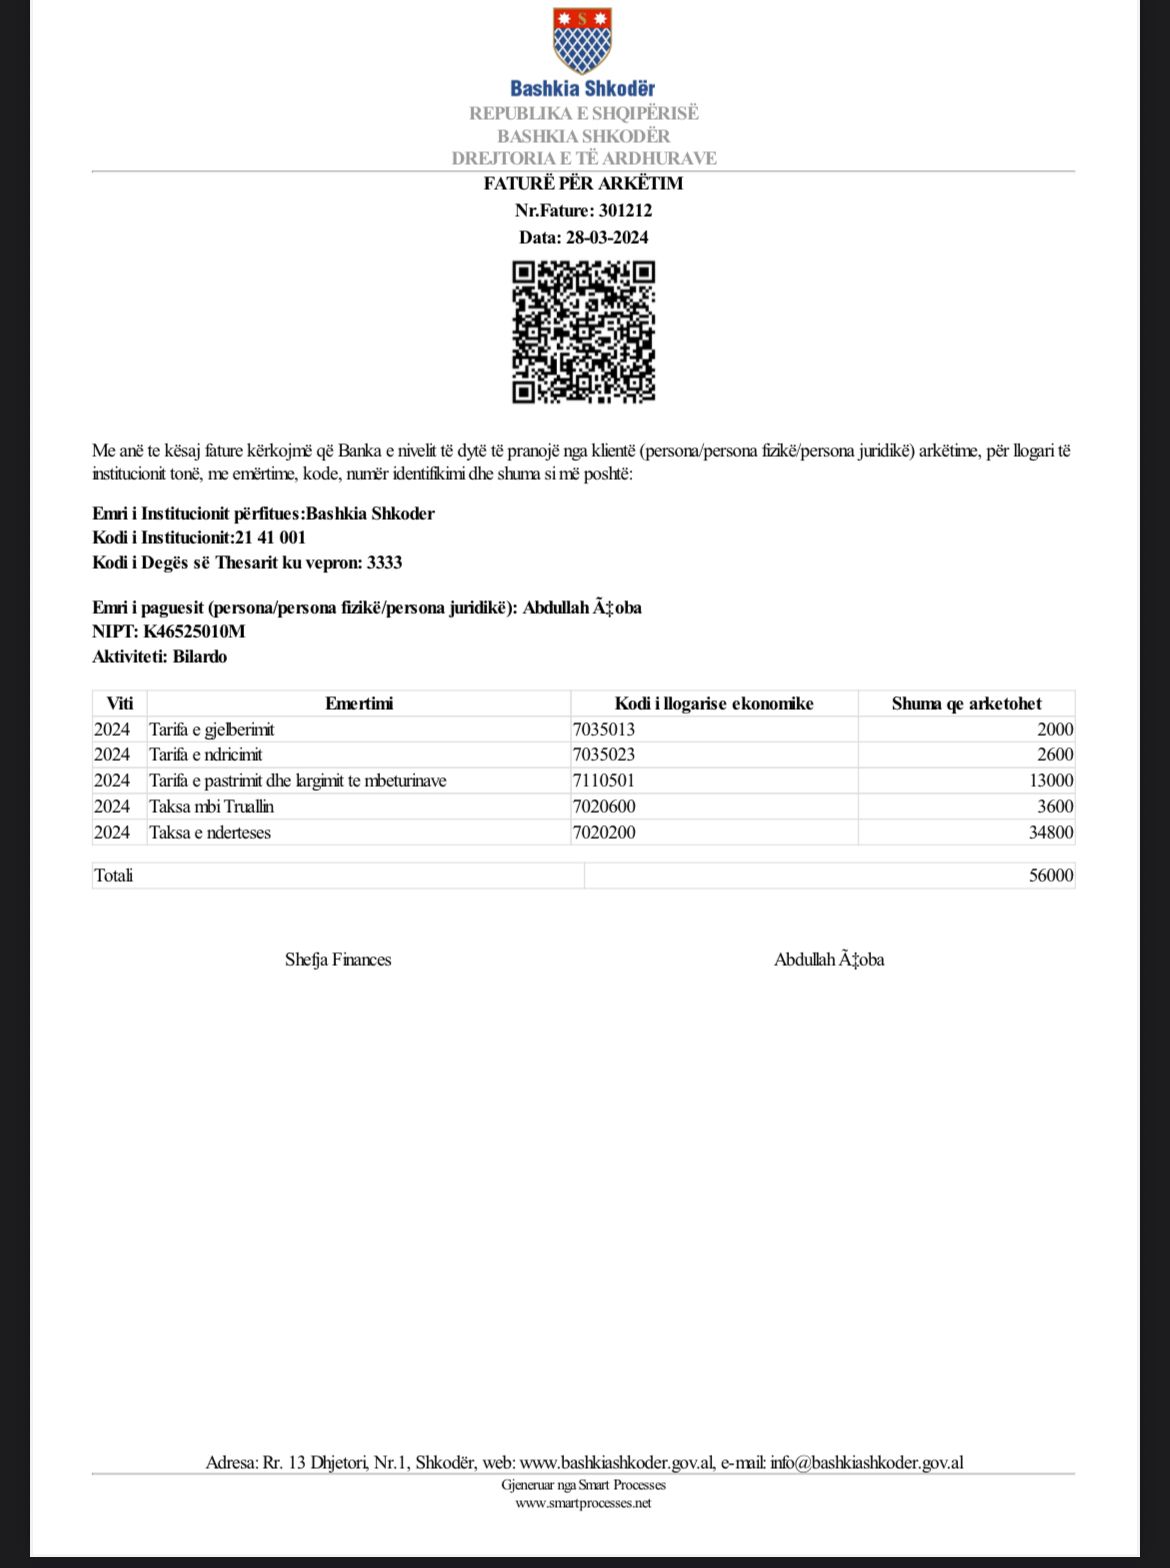 S
Bashkia Shkodër
REPUBLIKA E SHQIPËRISË
BASHKIA SHKODËR
DREJTORIA E TË ARDHURAVE
FATURË PËR ARKËTIM
Nr.Fature: 301212
Data: 28-03-2024
Me anë te kësaj fature kërkojmë që Banka e nivelit të dytë të pranojë nga klientë (persona/persona fizikë/persona juridikë) arkëtime, për llogari të
institucionit tonë, me emërtime, kode, numër identifikimi dhe shuma si më poshtë:
Emri i Institucionit përfitues:Bashkia Shkoder
Kodi i Institucionit:21 41 001
Kodi i Degës së Thesarit ku vepron: 3333
Emri i paguesit (persona/persona fizikë/persona juridikë): Abdullah Ã‡oba
NIPT: K46525010M
Aktiviteti: Bilardo
Viti Emertimi Kodi i llogarise ekonomike Shuma qe arketohet
2024 Tarifa e gjelberimit 7035013 2000
2024 Tarifa e ndricimit 7035023 2600
2024 Tarifa e pastrimit dhe largimit te mbeturinave 7110501 13000
2024 Taksa mbi Truallin 7020600 3600
2024 Taksa e nderteses 7020200 34800
Totali 56000
Shefja Finances Abdullah Ã‡oba
Adresa: Rr. 13 Dhjetori, Nr.1, Shkodër, web: www.bashkiashkoder.gov.al, e-mail: info@bashkiashkoder.gov.al
Gjeneruar nga Smart Processes
www.smartprocesses.net